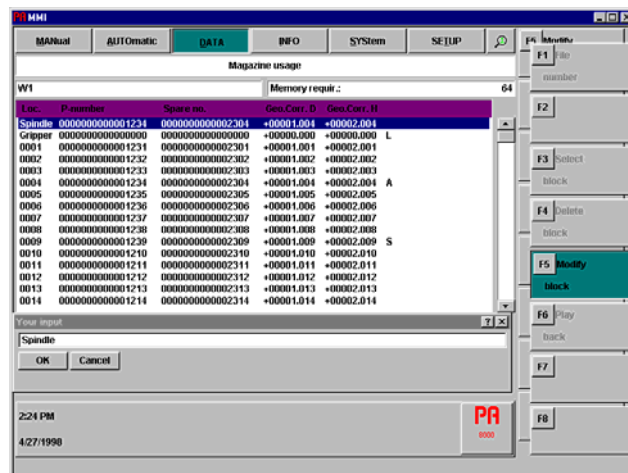 PA MMI
MANual AUTOmatic DATA INFO SYStem SETUP F5 Modify
Magazine usage
W1 Memory requir.: 64
Loc. P-number Spare no. Geo.Corr. D Geo.Corr. H
Spindle 0000000000001234 0000000000002304 +00001.004 +00002.004
Gripper 0000000000000000 0000000000000000 +00000.000 +00000.000 L
0001 0000000000001231 0000000000002301 +00001.001 +00002.001
0002 0000000000001232 0000000000002302 +00001.002 +00002.002
0003 0000000000001233 0000000000002303 +00001.003 +00002.003
0004 0000000000001234 0000000000002304 +00001.004 +00002.004 A
0005 0000000000001235 0000000000002305 +00001.005 +00002.005
0006 0000000000001236 0000000000002306 +00001.006 +00002.006
0007 0000000000001237 0000000000002307 +00001.007 +00002.007
0008 0000000000001238 0000000000002308 +00001.008 +00002.008
0009 0000000000001239 0000000000002309 +00001.009 +00002.009 S
0010 0000000000001210 0000000000002310 +00001.010 +00002.010
0011 0000000000001211 0000000000002311 +00001.011 +00002.011
0012 0000000000001212 0000000000002312 +00001.012 +00002.012
0013 0000000000001213 0000000000002313 +00001.013 +00002.013
0014 0000000000001214 0000000000002314 +00001.014 +00002.014
Your input
Spindle
OK Cancel
2:24 PM
4/27/1998
PA
8000
F1 File
number
F2
F3 Select
block
F4 Delete
block
F5 Modify
block
F6 Play
back
F7
F8